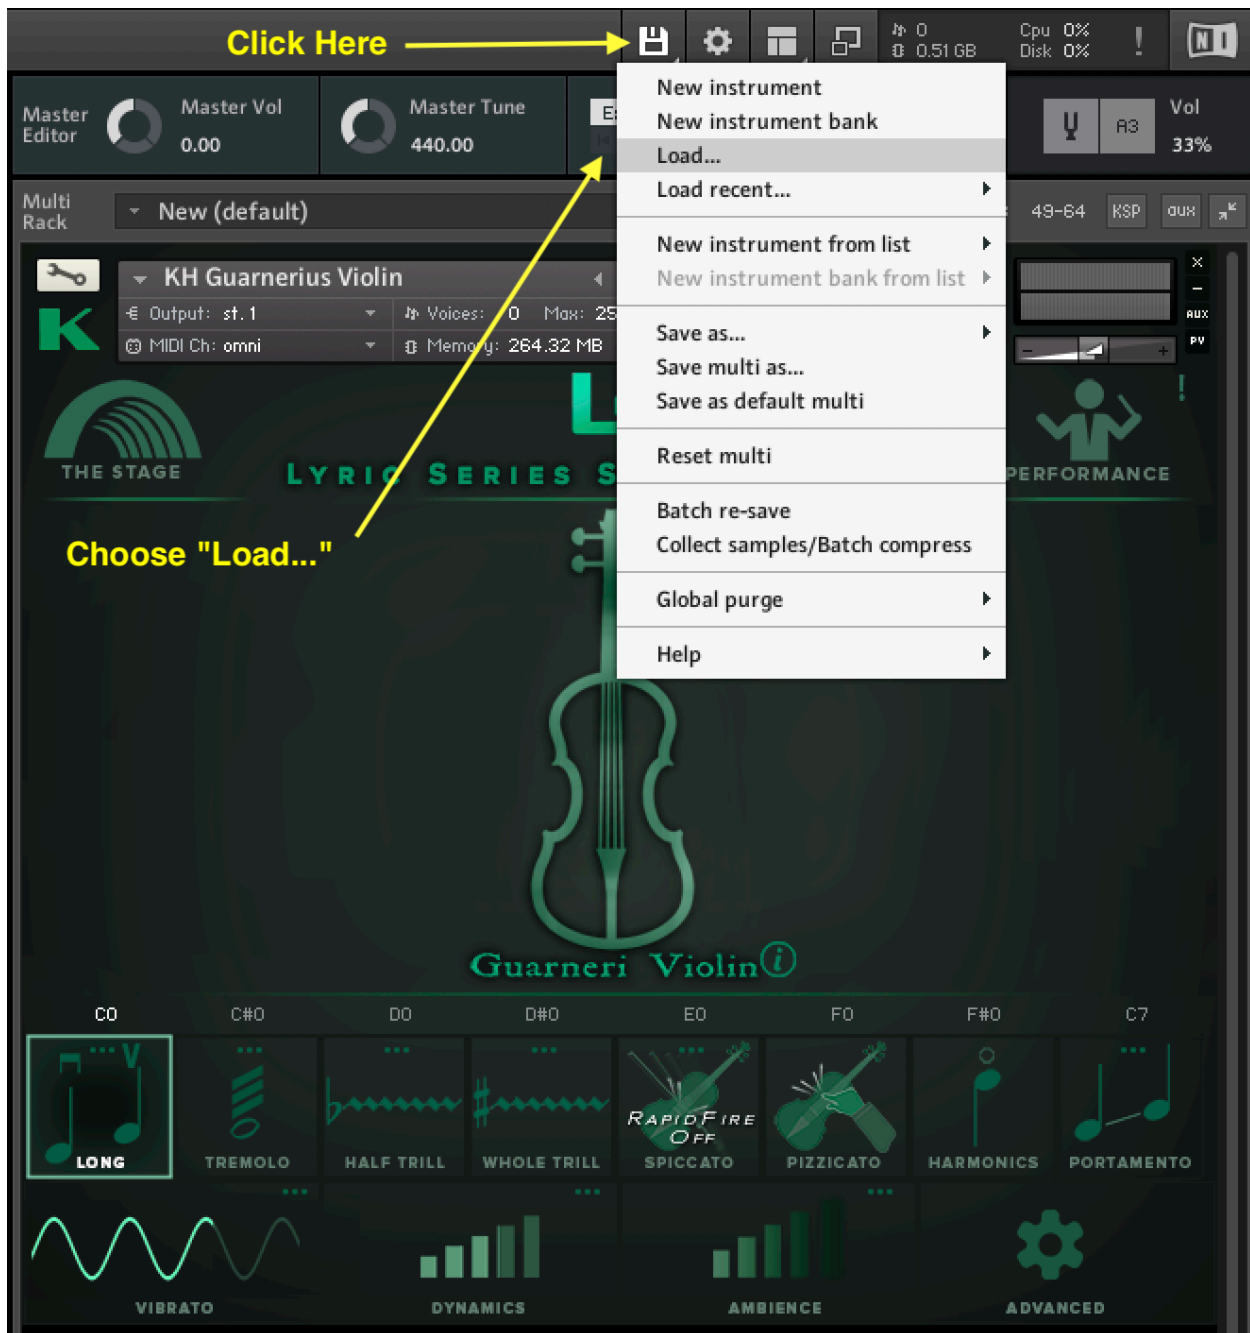 Click Here
0
0.51 GB
Cpu 0%
Disk 0%
!
NI
Master
Editor
Master Vol
0.00
Master Tune
440.00
A3
Vol
33%
New instrument
New instrument bank
Load...
Load recent...
New instrument from list
New instrument bank from list
Save as...
Save multi as...
Save as default multi
Reset multi
Batch re-save
Collect samples/Batch compress
Global purge
Help
Multi
Rack
New (default)
49-64
KSP
aux
KH Guarnerius Violin
Output: st.1
Voices: 0 Max: 25
MIDI Ch: omni
Memory: 264.32 MB
×
–
AUX
PV
- +
K
THE STAGE
LYRIC SERIES S
PERFORMANCE
!
Choose "Load..."
Guarneri Violin i
C0 C#0 D0 D#0 E0 F0 F#0 C7
RAPIDFIRE
OFF
LONG TREMOLO HALF TRILL WHOLE TRILL SPICCATO PIZZICATO HARMONICS PORTAMENTO
VIBRATO DYNAMICS AMBIENCE ADVANCED